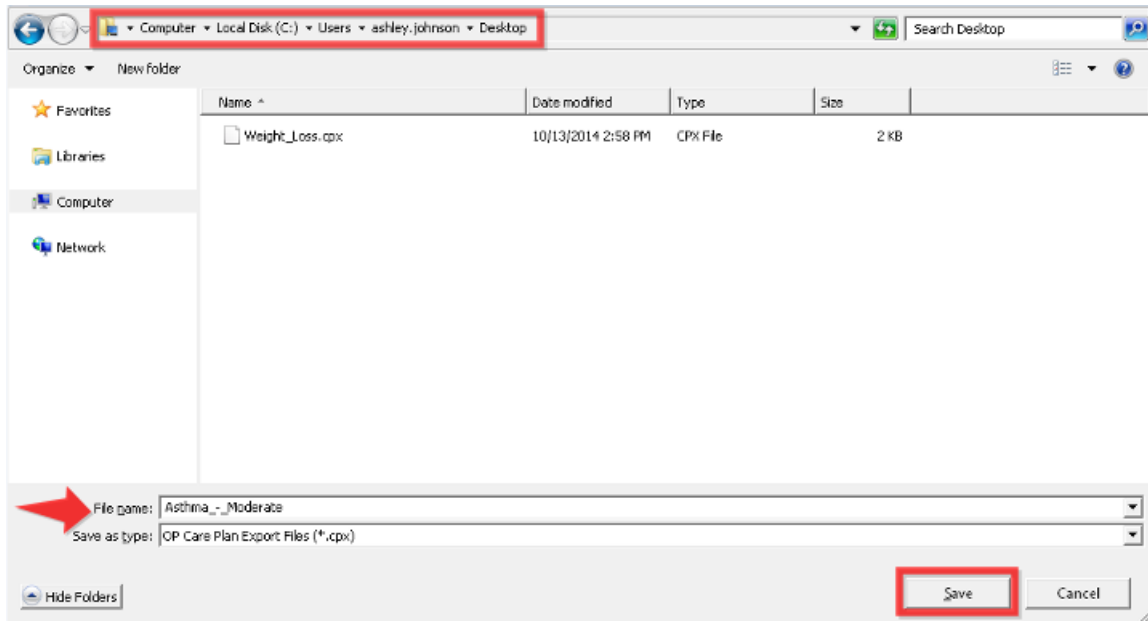 Computer Local Disk (C:) Users ashley.johnson Desktop Search Desktop
Organize New folder
Name Date modified Type Size
Favorites
Weight_Loss.cpx 10/13/2014 2:58 PM CPX File 2 KB
Libraries
Computer
Network
File name: Asthma_-_Moderate
Save as type: OP Care Plan Export Files (*.cpx)
Hide Folders Save Cancel